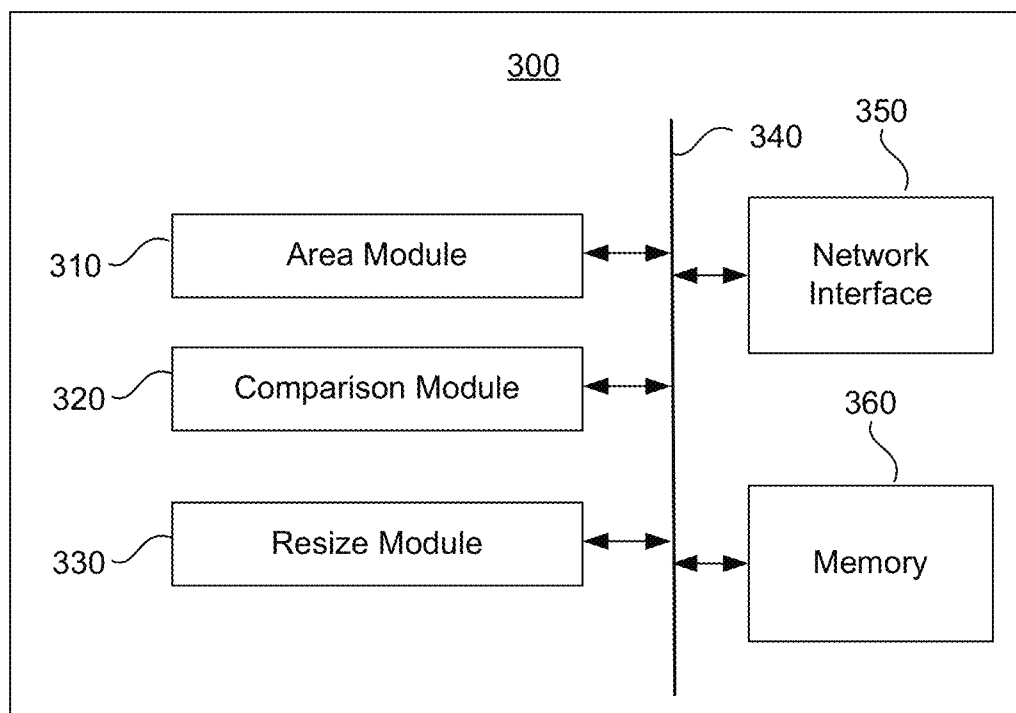 300
350
340
310
Area Module
Network
Interface
320
Comparison Module
360
330
Resize Module
Memory